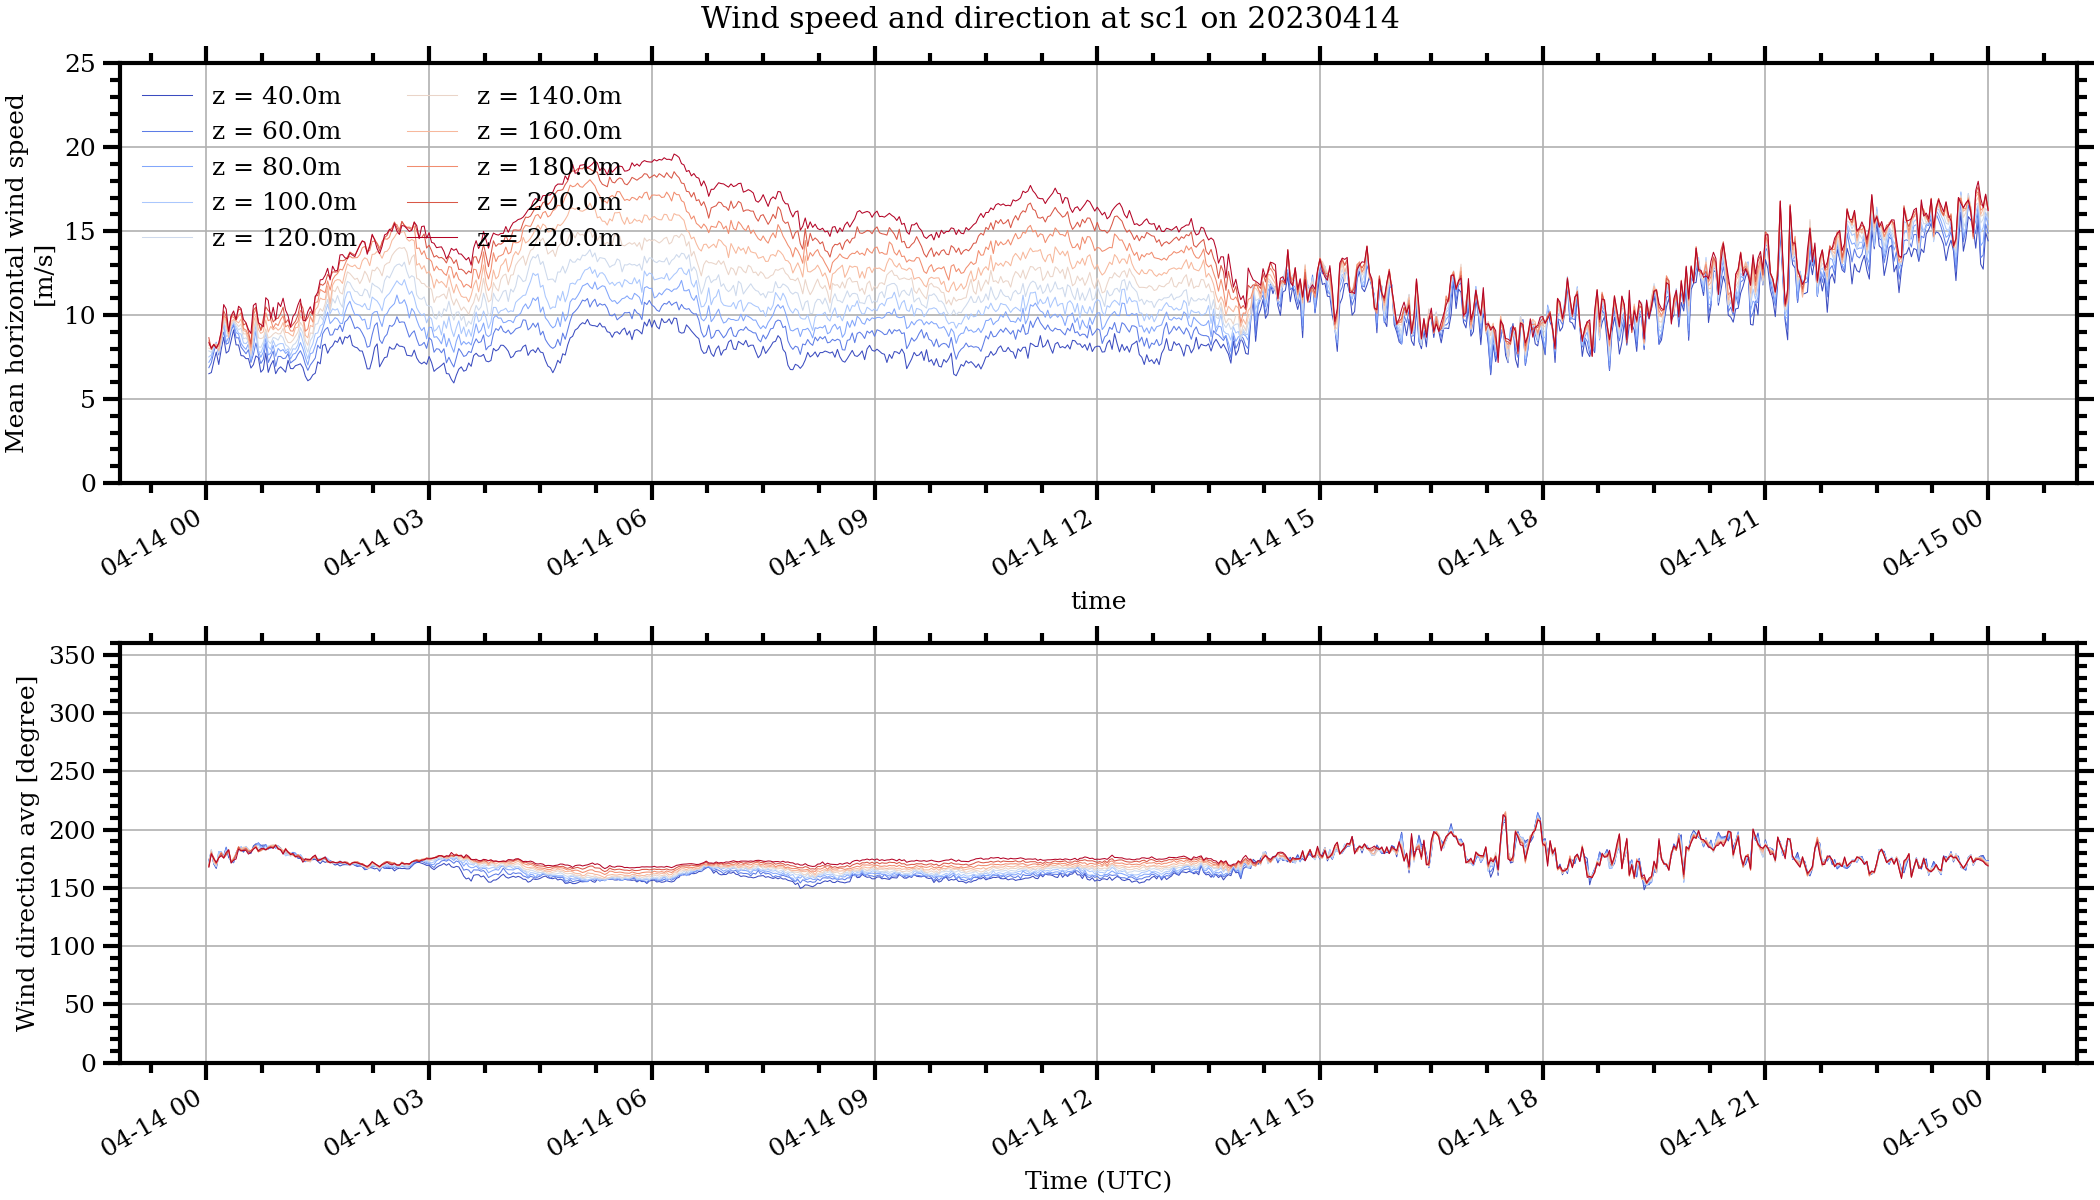 Wind speed and direction at sc1 on 20230414
Mean horizontal wind speed
[m/s]
25
20
15
10
5
0
z = 40.0m
z = 60.0m
z = 80.0m
z = 100.0m
z = 120.0m
z = 140.0m
z = 160.0m
z = 180.0m
z = 200.0m
z = 220.0m
04-14 00
04-14 03
04-14 06
04-14 09
04-14 12
04-14 15
04-14 18
04-14 21
04-15 00
time
Wind direction avg [degree]
350
300
250
200
150
100
50
0
04-14 00
04-14 03
04-14 06
04-14 09
04-14 12
04-14 15
04-14 18
04-14 21
04-15 00
Time (UTC)